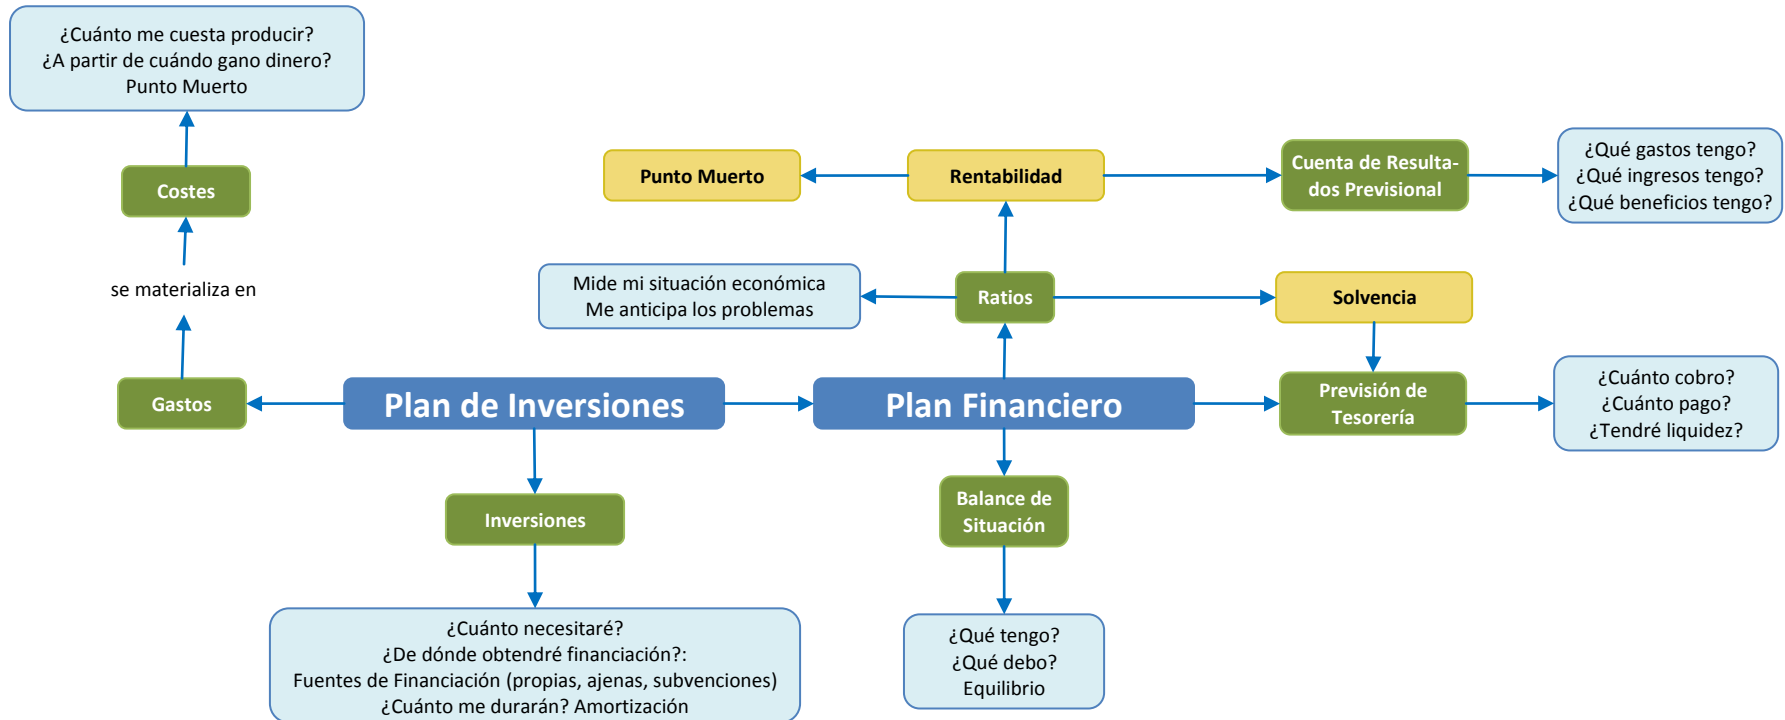 ¿Cuánto me cuesta producir?
¿A partir de cuándo gano dinero?
Punto Muerto
Costes
se materializa en
Gastos
Plan de Inversiones
Inversiones
¿Cuánto necesitaré?
¿De dónde obtendré financiación?:
Fuentes de Financiación (propias, ajenas, subvenciones)
¿Cuánto me durarán? Amortización
Punto Muerto
Rentabilidad
Cuenta de Resulta-
dos Previsional
¿Qué gastos tengo?
¿Qué ingresos tengo?
¿Qué beneficios tengo?
Mide mi situación económica
Me anticipa los problemas
Ratios
Solvencia
Plan Financiero
Previsión de
Tesorería
¿Cuánto cobro?
¿Cuánto pago?
¿Tendré liquidez?
Balance de
Situación
¿Qué tengo?
¿Qué debo?
Equilibrio